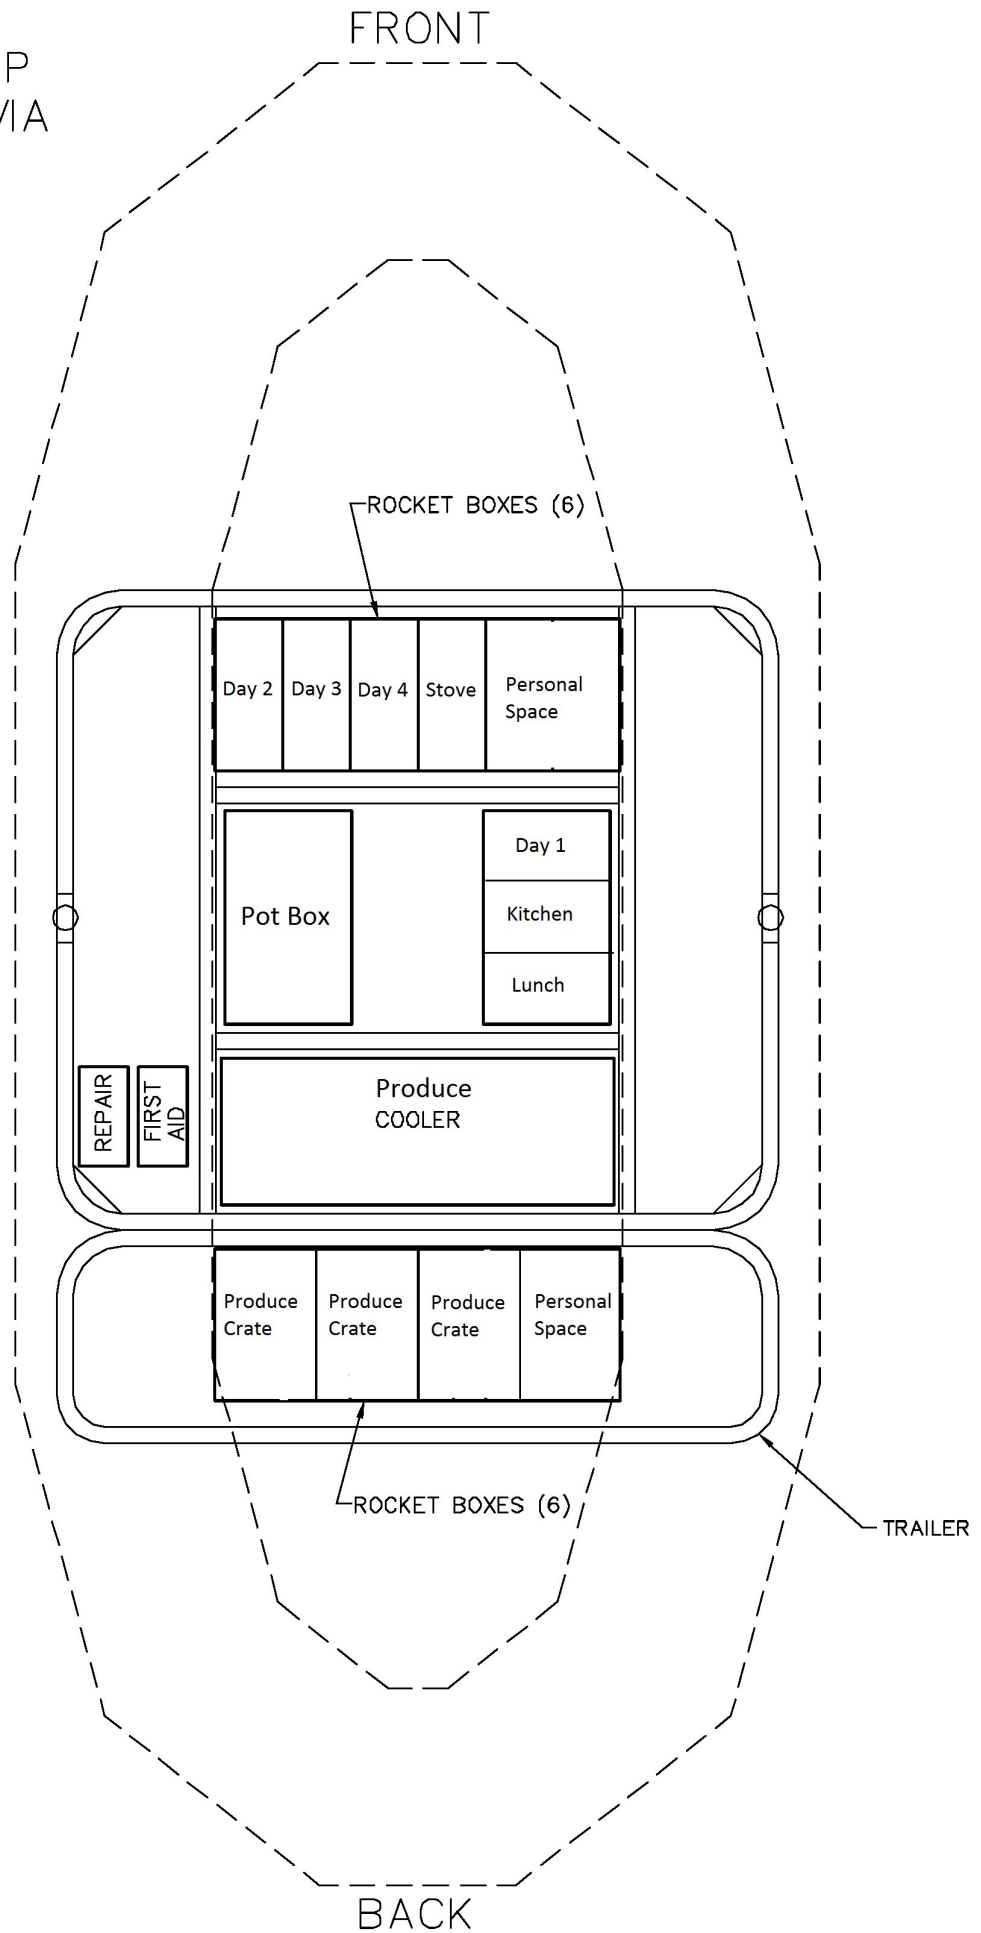 FRONT
P
VIA
ROCKET BOXES (6)
Day 2
Day 3
Day 4
Stove
Personal
Space
Pot Box
Day 1
Kitchen
Lunch
REPAIR
FIRST
AID
Produce
COOLER
Produce
Crate
Produce
Crate
Produce
Crate
Personal
Space
ROCKET BOXES (6)
TRAILER
BACK